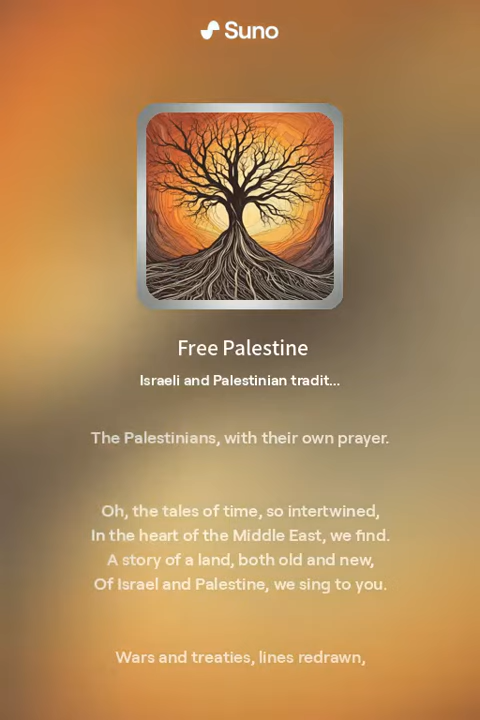 Suno
Free Palestine
Israeli and Palestinian tradit...
The Palestinians, with their own prayer.
Oh, the tales of time, so intertwined,
In the heart of the Middle East, we find.
A story of a land, both old and new,
Of Israel and Palestine, we sing to you.
Wars and treaties, lines redrawn,